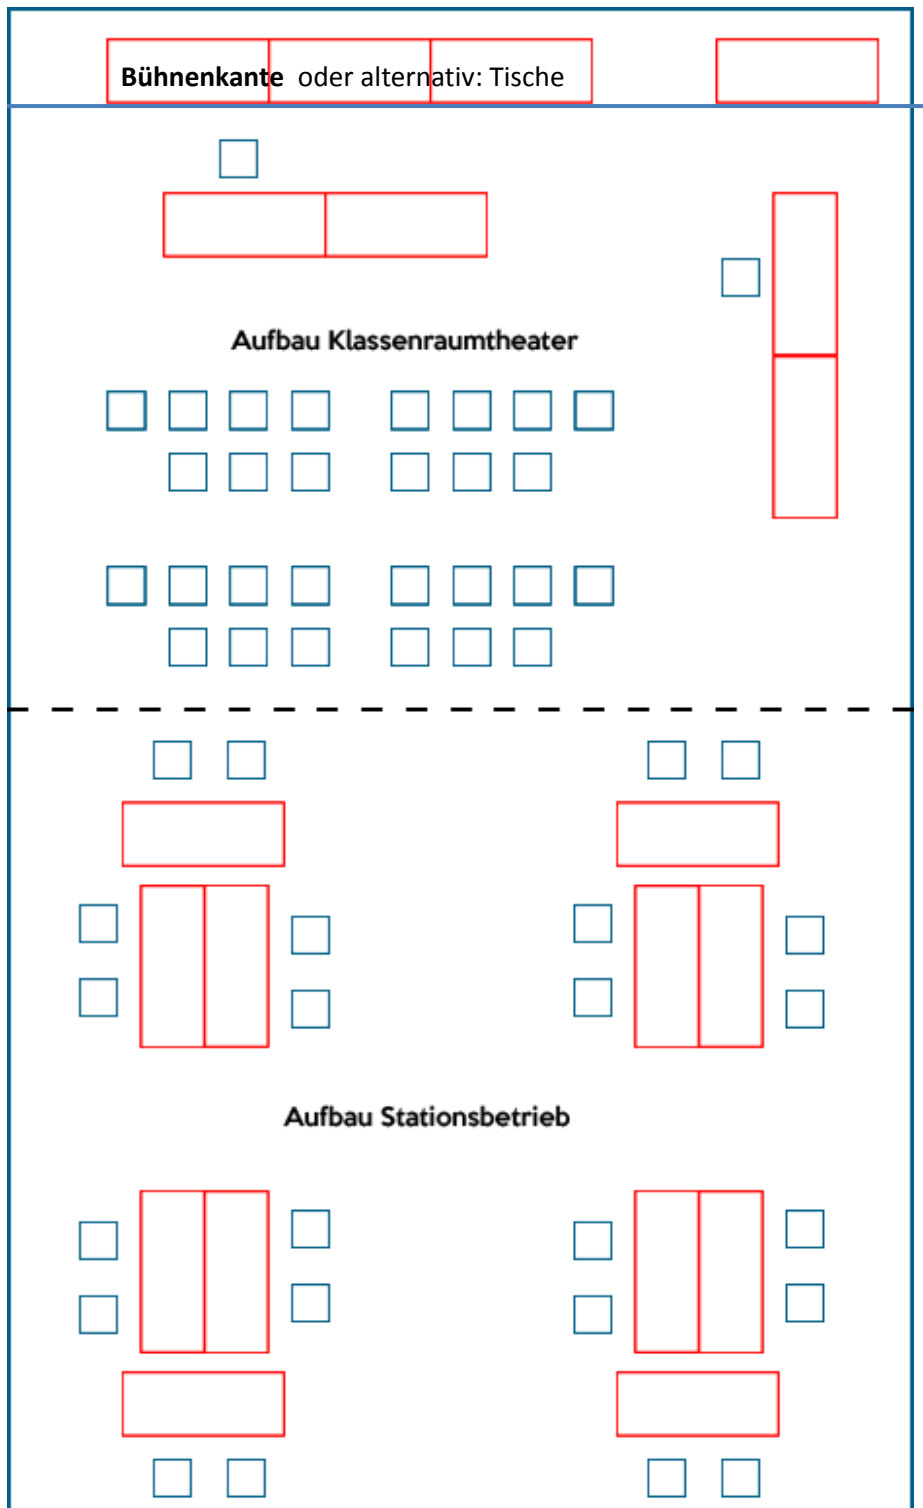 Bühnenkante oder alternativ: Tische
Aufbau Klassenraumtheater
Aufbau Stationsbetrieb